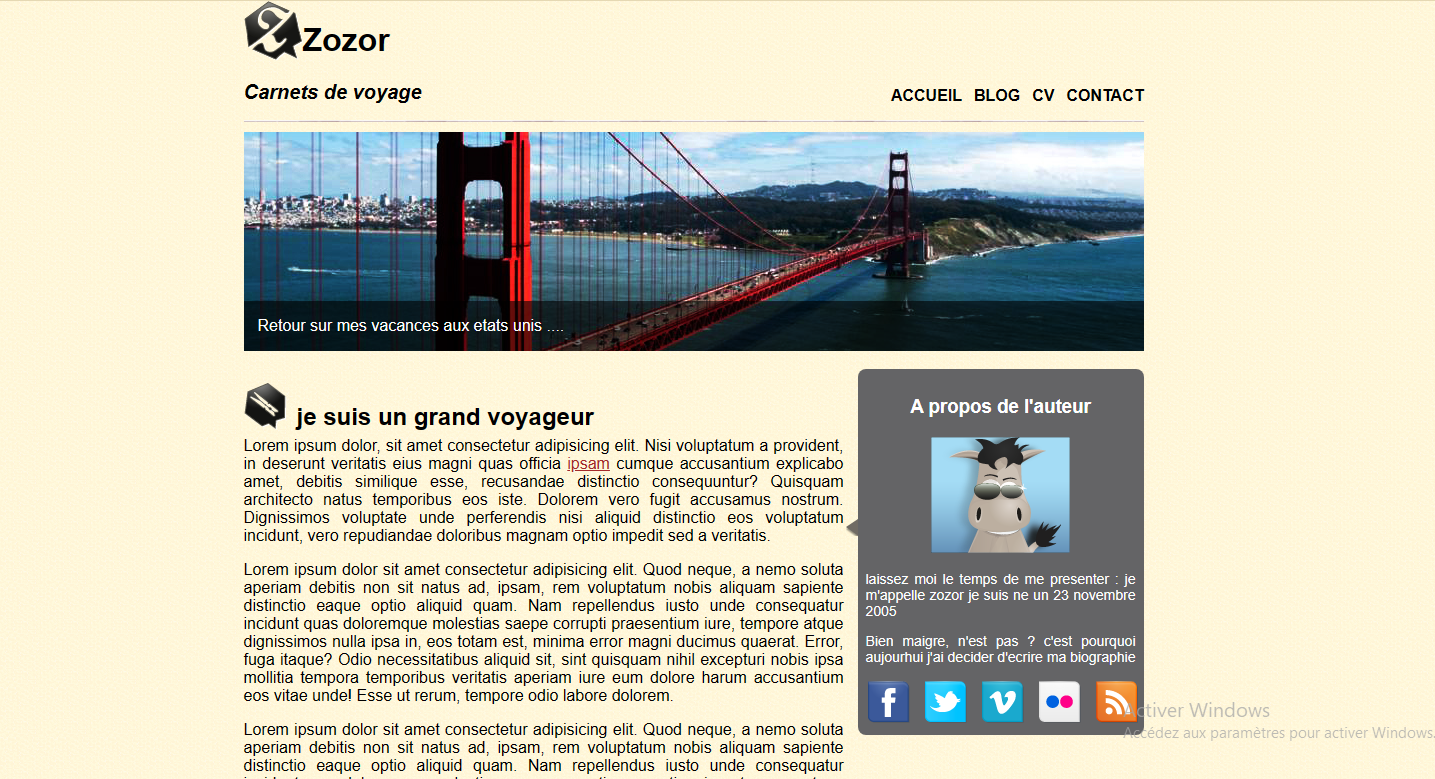 Zozor
Carnets de voyage
ACCUEIL BLOG CV CONTACT
Retour sur mes vacances aux etats unis ....
je suis un grand voyageur
Lorem ipsum dolor, sit amet consectetur adipisicing elit. Nisi voluptatum a provident,
in deserunt veritatis eius magni quas officia ipsam cumque accusantium explicabo
amet, debitis similique esse, recusandae distinctio consequuntur? Quisquam
architecto natus temporibus eos iste. Dolorem vero fugit accusamus nostrum.
Dignissimos voluptate unde perferendis nisi aliquid distinctio eos voluptatum
incidunt, vero repudiandae doloribus magnam optio impedit sed a veritatis.
Lorem ipsum dolor sit amet consectetur adipisicing elit. Quod neque, a nemo soluta
aperiam debitis non sit natus ad, ipsam, rem voluptatum nobis aliquam sapiente
distinctio eaque optio aliquid quam. Nam repellendus iusto unde consequatur
incidunt quas doloremque molestias saepe corrupti praesentium iure, tempore atque
dignissimos nulla ipsa in, eos totam est, minima error magni ducimus quaerat. Error,
fuga itaque? Odio necessitatibus aliquid sit, sint quisquam nihil excepturi nobis ipsa
mollitia tempora temporibus veritatis aperiam iure eum dolore harum accusantium
eos vitae unde! Esse ut rerum, tempore odio labore dolorem.
Lorem ipsum dolor sit amet consectetur adipisicing elit. Quod neque, a nemo soluta
aperiam debitis non sit natus ad, ipsam, rem voluptatum nobis aliquam sapiente
distinctio eaque optio aliquid quam. Nam repellendus iusto unde consequatur
A propos de l'auteur
laissez moi le temps de me presenter : je
m'appelle zozor je suis ne un 23 novembre
2005
Bien maigre, n'est pas ? c'est pourquoi
aujourhui j'ai decider d'ecrire ma biographie
Activer Windows
Accédez aux paramètres pour activer Windows.